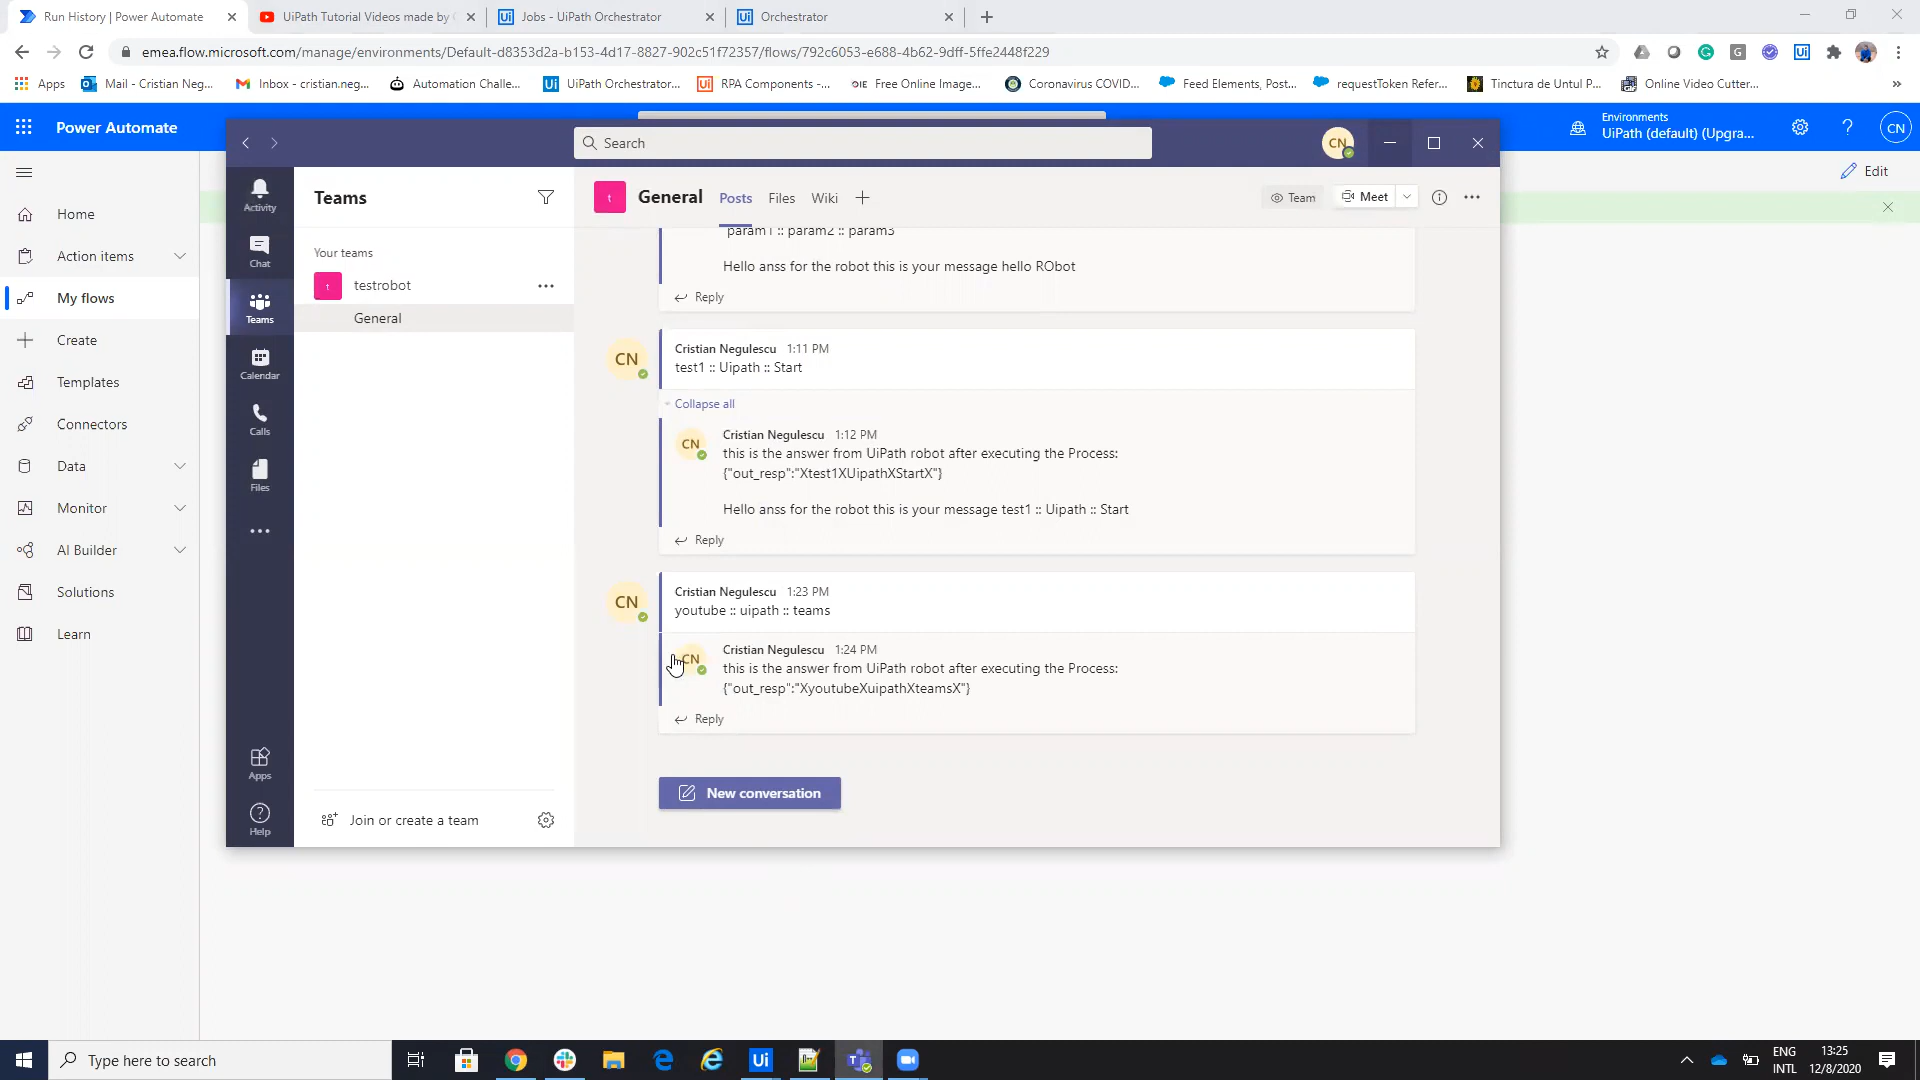 Run History | Power Automate
UiPath Tutorial Videos made by
Jobs - UiPath Orchestrator
Orchestrator
emea.flow.microsoft.com/manage/environments/Default-d8353d2a-b153-4d17-8827-902c51f72357/flows/792c6053-e688-4b62-9dff-5ffe2448f229
Apps
Mail - Cristian Neg...
Inbox - cristian.neg...
Automation Challe...
UiPath Orchestrator...
RPA Components -...
Free Online Image...
Coronavirus COVID...
Feed Elements, Post...
requestToken Refer...
Tinctura de Untul P...
Online Video Cutter...
Power Automate
Search
CN
Environments
UiPath (default) (Upgra...
CN
Edit
Home
Action items
My flows
Create
Templates
Connectors
Data
Monitor
AI Builder
Solutions
Learn
Activity
Chat
Teams
Calendar
Calls
Files
Apps
Help
Teams
Your teams
t
testrobot
General
Join or create a team
t
General
Posts
Files
Wiki
Team
Meet
param1 :: param2 :: param3
Hello anss for the robot this is your message hello RObot
Reply
CN
Cristian Negulescu 1:11 PM
test1 :: Uipath :: Start
Collapse all
CN
Cristian Negulescu 1:12 PM
this is the answer from UiPath robot after executing the Process:
{"out_resp":"Xtest1XUipathXStartX"}
Hello anss for the robot this is your message test1 :: Uipath :: Start
Reply
CN
Cristian Negulescu 1:23 PM
youtube :: uipath :: teams
CN
Cristian Negulescu 1:24 PM
this is the answer from UiPath robot after executing the Process:
{"out_resp":"XyoutubeXuipathXteamsX"}
Reply
New conversation
Type here to search
ENG
INTL
13:25
12/8/2020